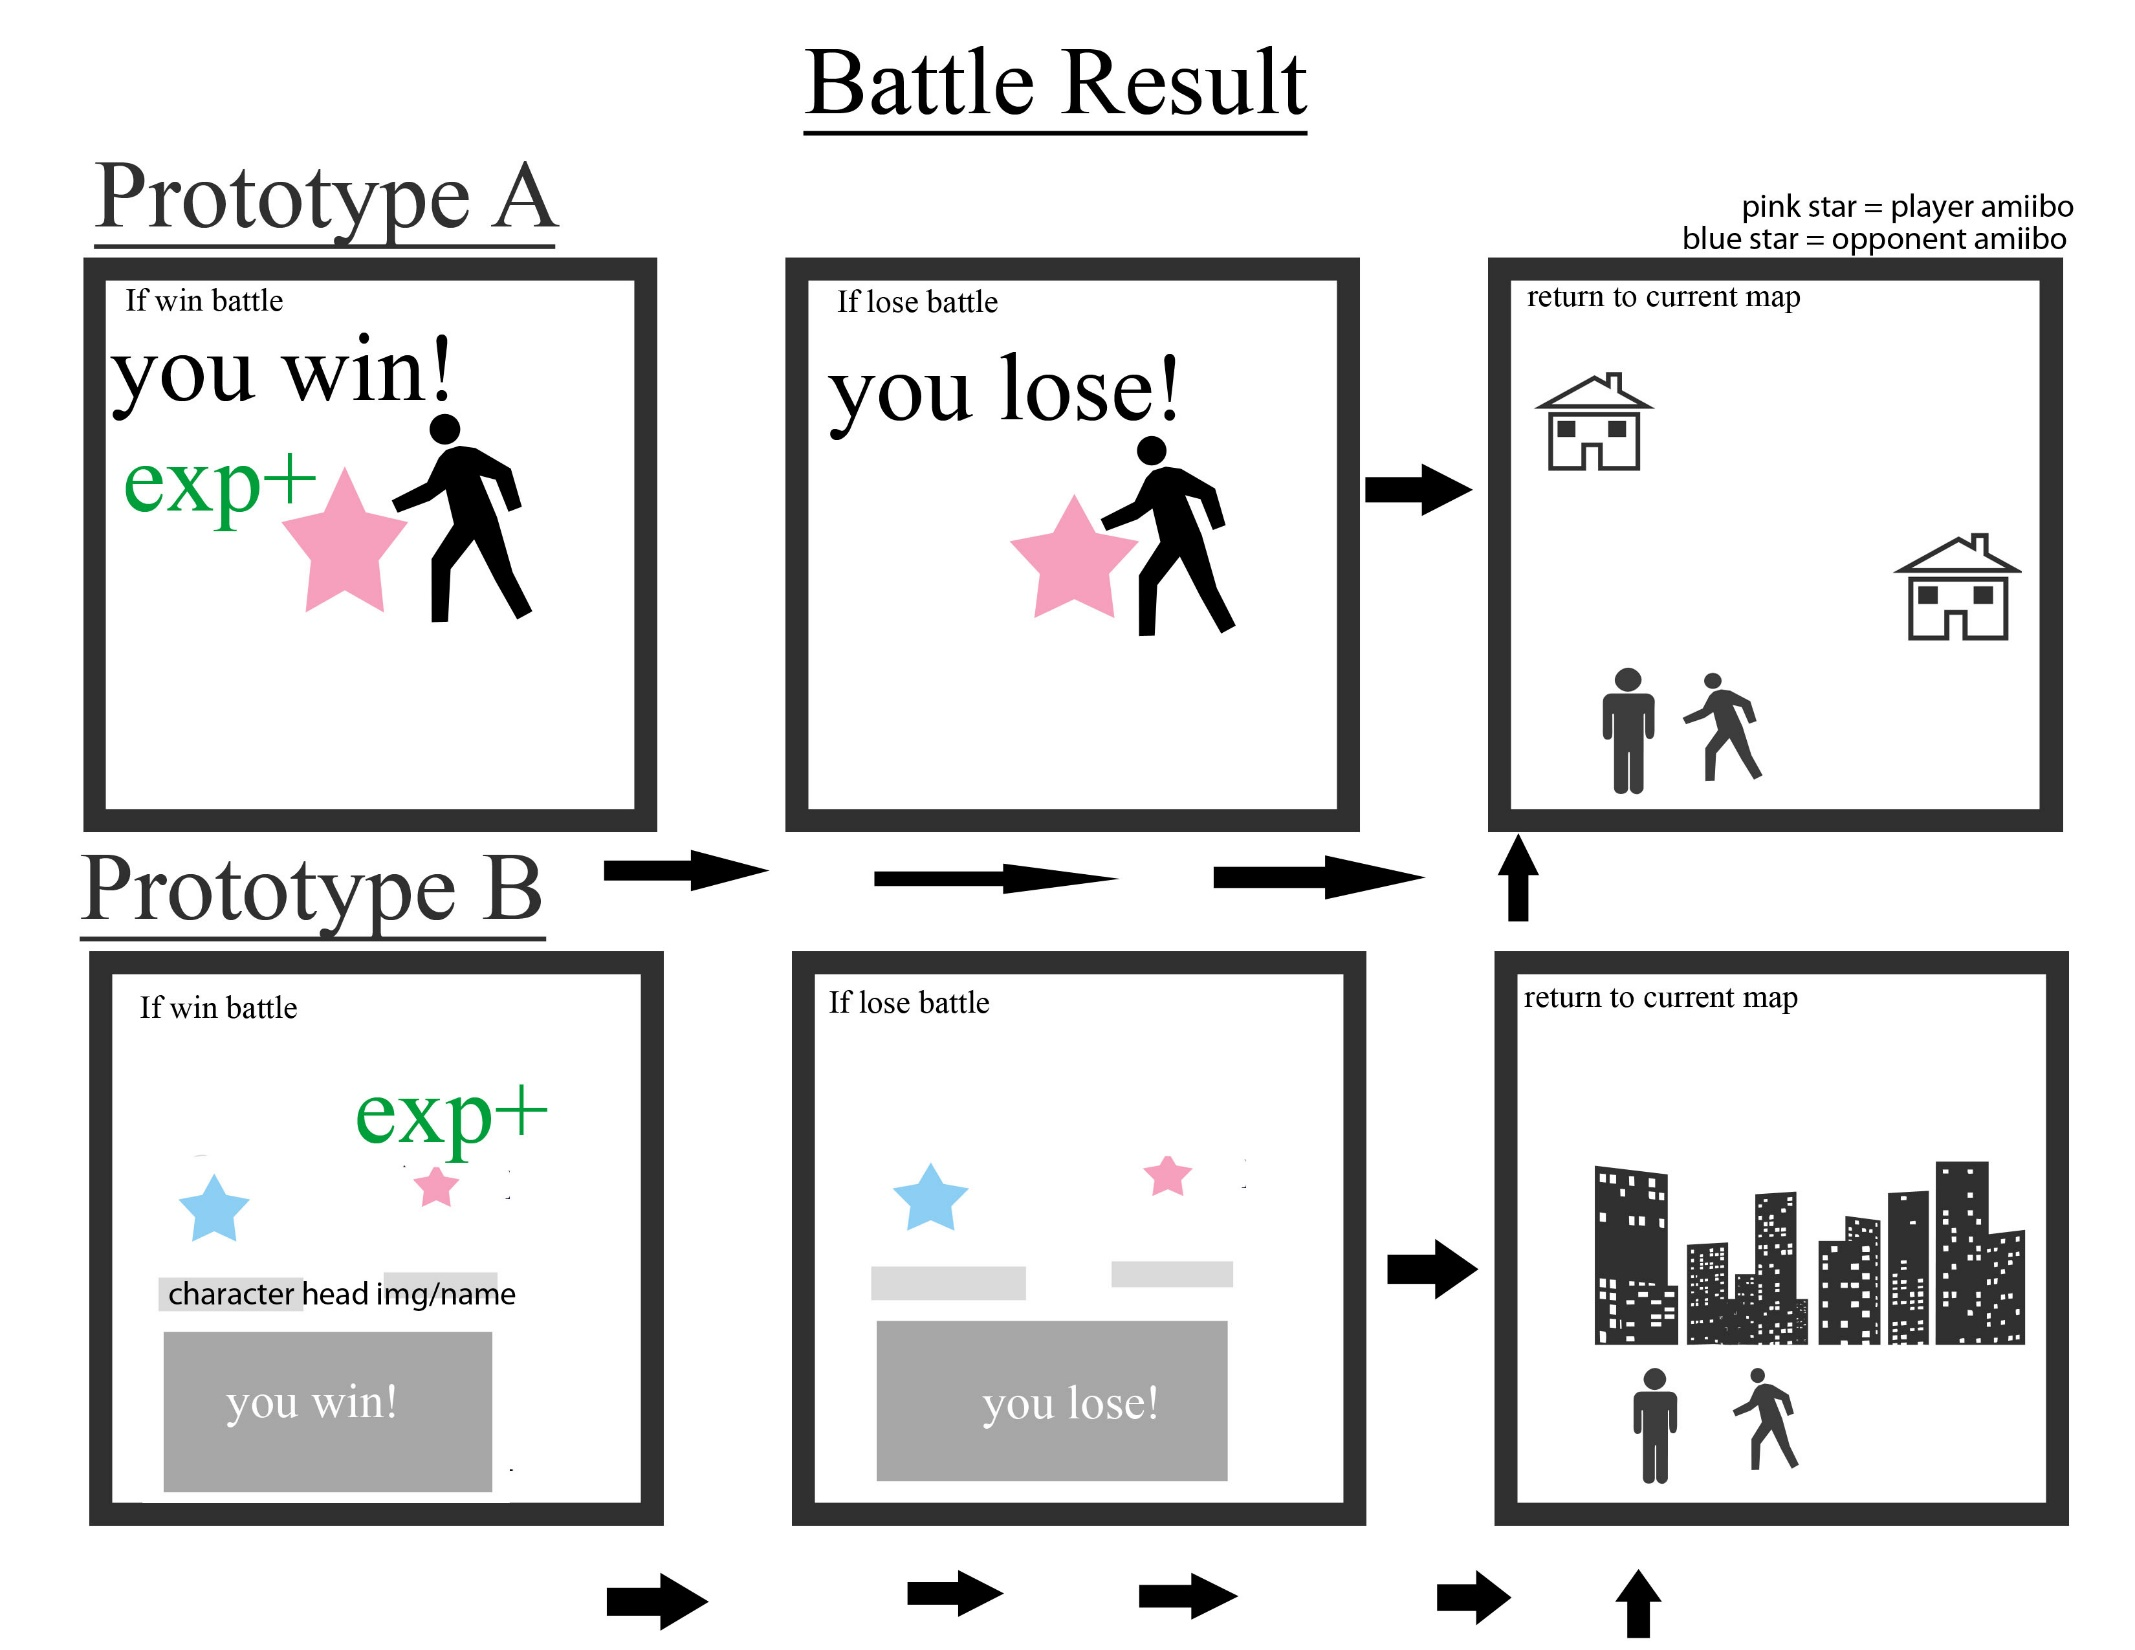 Battle Result
Prototype A
pink star = player amiibo
blue star = opponent amiibo
If win battle
you win!
exp+
If lose battle
you lose!
return to current map
Prototype B
If win battle
exp+
character head img/name
you win!
If lose battle
you lose!
return to current map